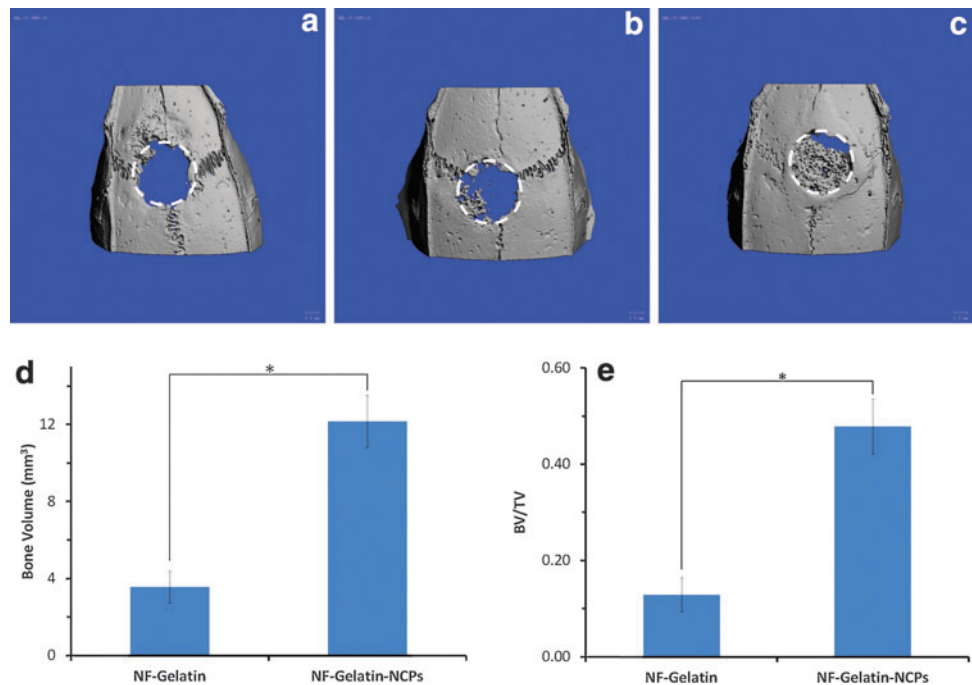 a
b
c
d
*
Bone Volume (mm³)
12
8
4
0
NF-Gelatin
NF-Gelatin-NCPs
e
*
BV/TV
0.60
0.40
0.20
0.00
NF-Gelatin
NF-Gelatin-NCPs